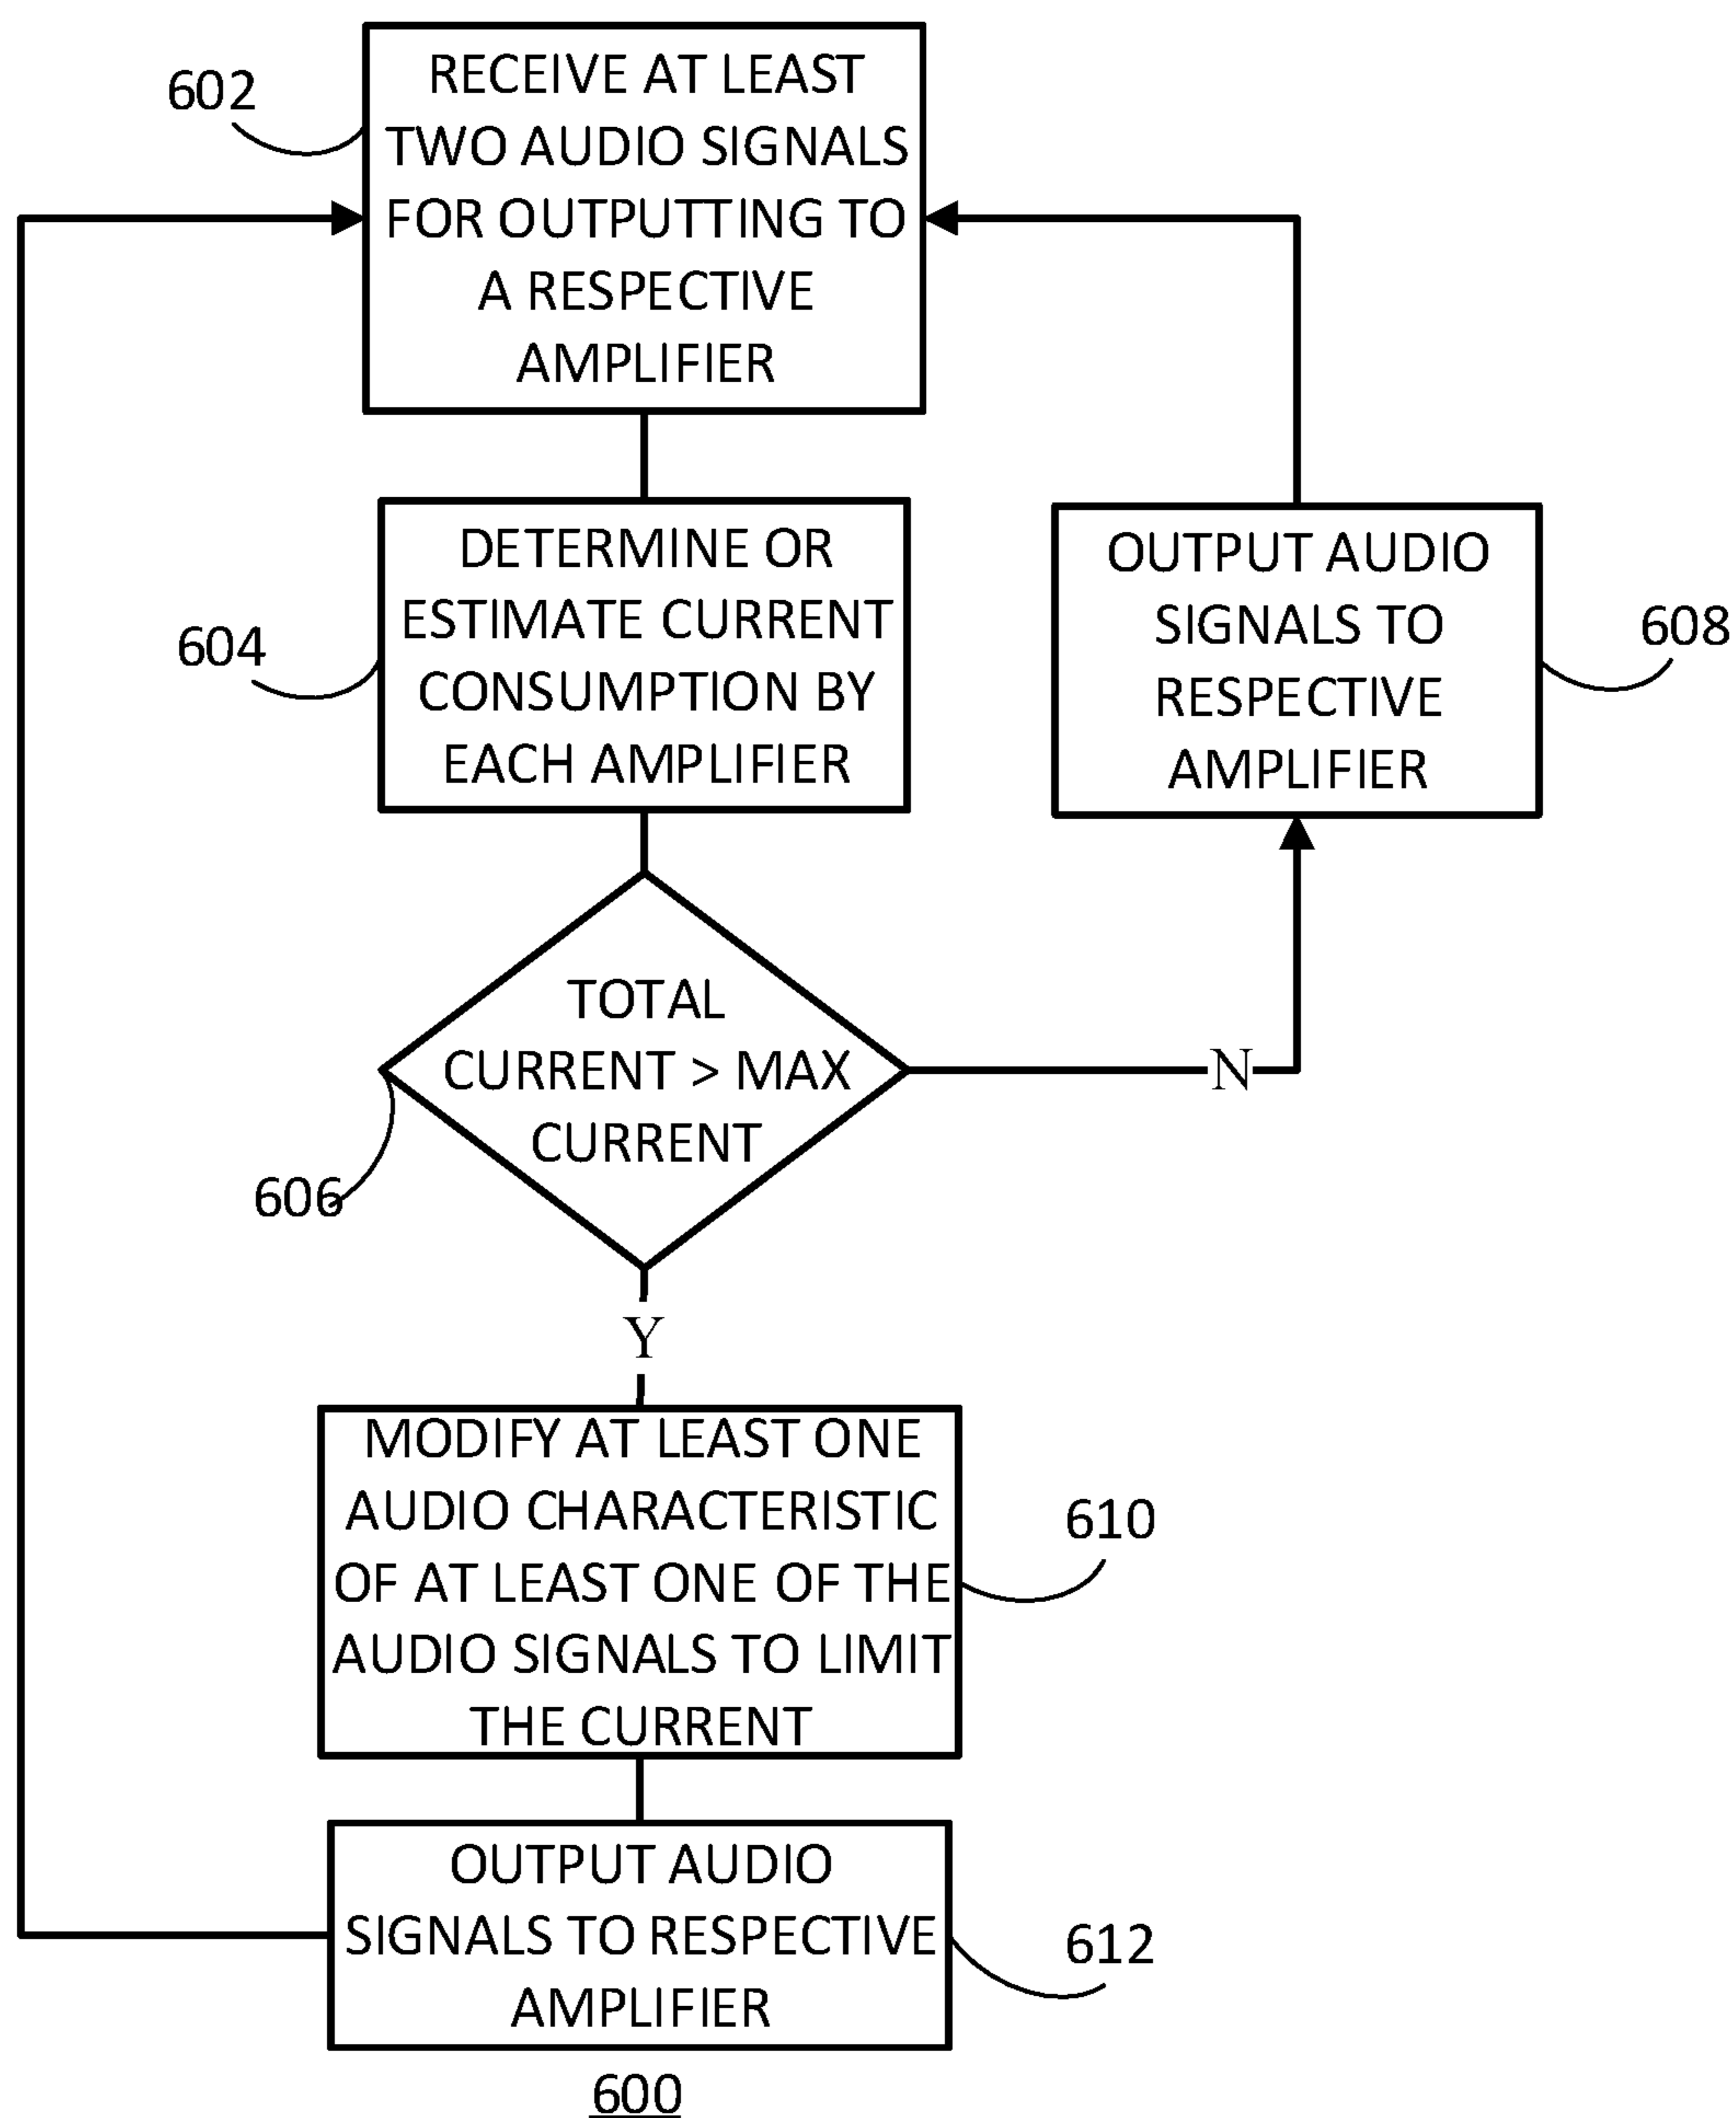 602
RECEIVE AT LEAST
TWO AUDIO SIGNALS
FOR OUTPUTTING TO
A RESPECTIVE
AMPLIFIER
604
DETERMINE OR
ESTIMATE CURRENT
CONSUMPTION BY
EACH AMPLIFIER
OUTPUT AUDIO
SIGNALS TO
RESPECTIVE
AMPLIFIER
608
TOTAL
CURRENT > MAX
CURRENT
606
N
Y
MODIFY AT LEAST ONE
AUDIO CHARACTERISTIC
OF AT LEAST ONE OF THE
AUDIO SIGNALS TO LIMIT
THE CURRENT
610
OUTPUT AUDIO
SIGNALS TO RESPECTIVE
AMPLIFIER
612
600